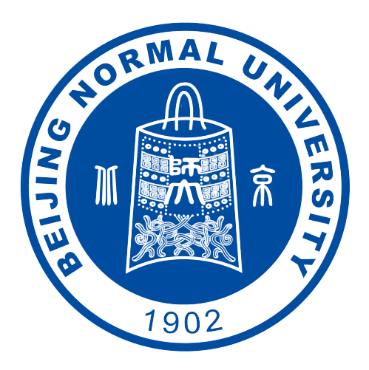 BEIJING NORMAL UNIVERSITY
北 京
師大
1902